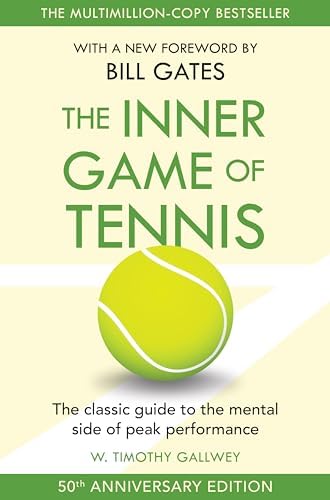 THE MULTIMILLION-COPY BESTSELLER
WITH A NEW FOREWORD BY
BILL GATES
THE INNER
GAME OF
TENNIS
The classic guide to the mental
side of peak performance
W. TIMOTHY GALLWEY
50TH ANNIVERSARY EDITION